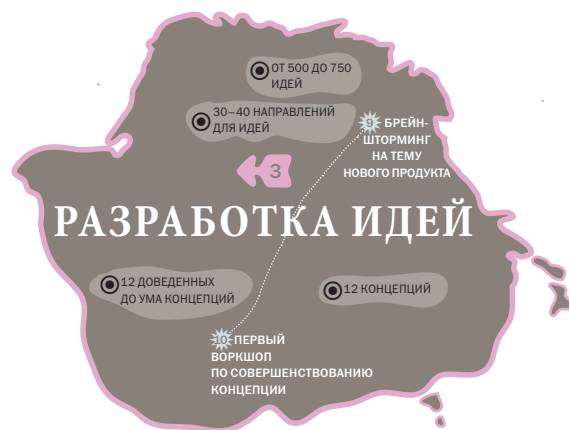 ОТ 500 ДО 750
ИДЕЙ
30–40 НАПРАВЛЕНИЙ
ДЛЯ ИДЕЙ
9 БРЕЙН-
ШТОРМИНГ
НА ТЕМУ
НОВОГО ПРОДУКТА
3
РАЗРАБОТКА ИДЕЙ
12 ДОВЕДЕННЫХ
ДО УМА КОНЦЕПЦИЙ
12 КОНЦЕПЦИЙ
10 ПЕРВЫЙ
ВОРКШОП
ПО СОВЕРШЕНСТВОВАНИЮ
КОНЦЕПЦИИ